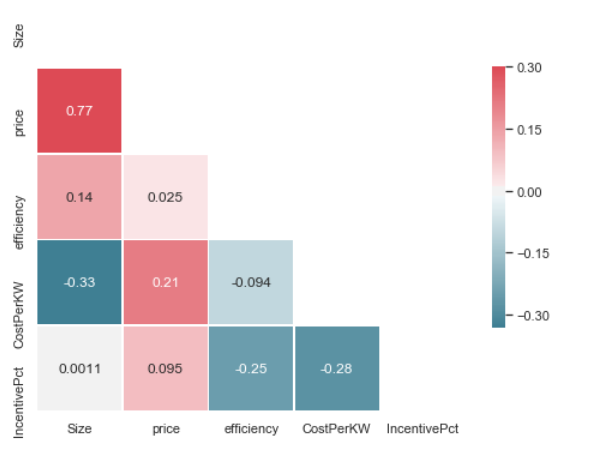 Size
price
0.77
efficiency
0.14 0.025
CostPerKW
-0.33 0.21 -0.094
IncentivePct
0.0011 0.095 -0.25 -0.28
Size price efficiency CostPerKW IncentivePct
0.30
0.15
0.00
−0.15
−0.30